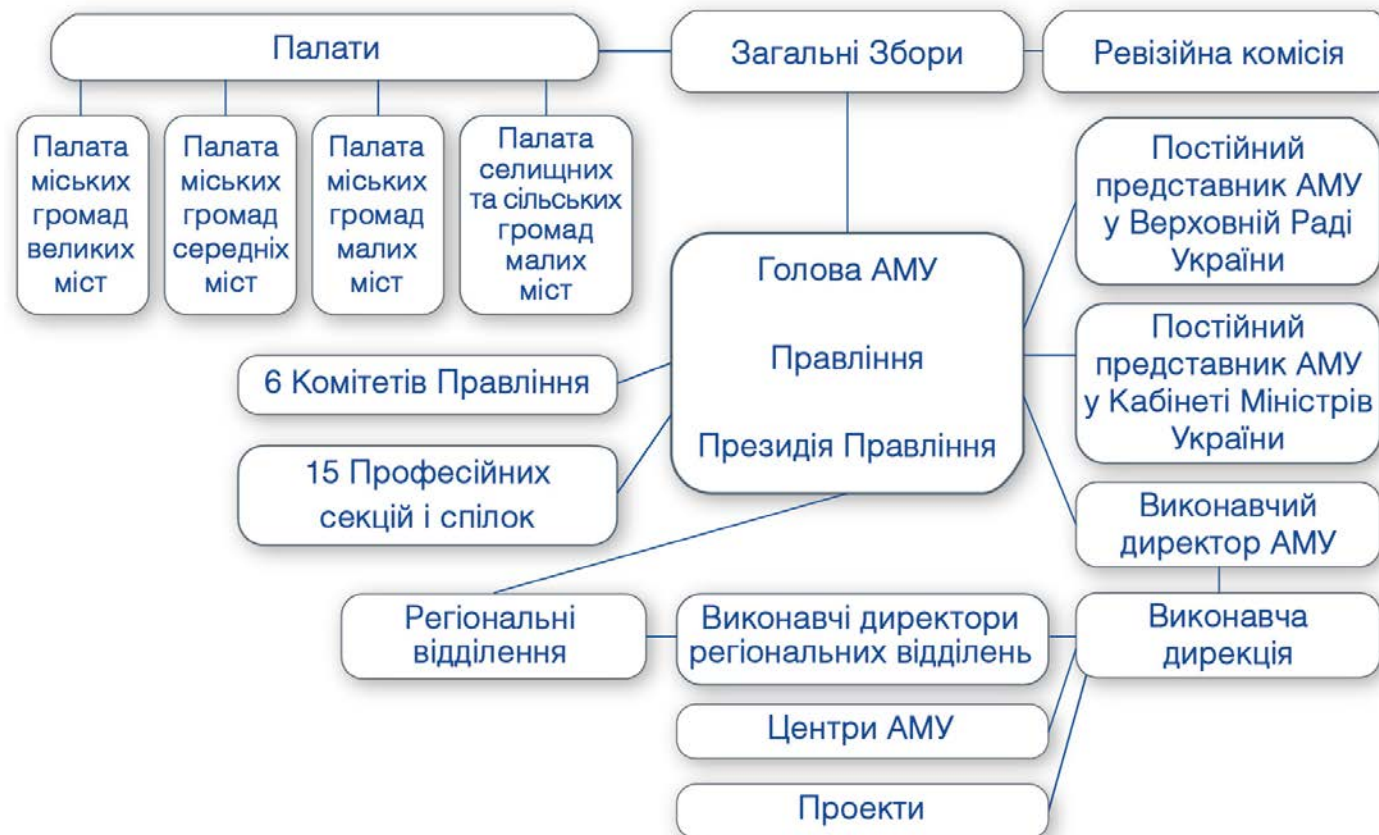 Палати
Загальні Збори
Ревізійна комісія
Палата
міських
громад
великих
міст
Палата
міських
громад
середніх
міст
Палата
міських
громад
малих
міст
Палата
селищних
та сільських
громад
малих
міст
Постійний
представник АМУ
у Верховній Раді
України
Голова АМУ
Правління
Президія Правління
Постійний
представник АМУ
у Кабінеті Міністрів
України
6 Комітетів Правління
15 Професійних
секцій і спілок
Виконавчий
директор АМУ
Регіональні
відділення
Виконавчі директори
регіональних відділень
Виконавча
дирекція
Центри АМУ
Проекти